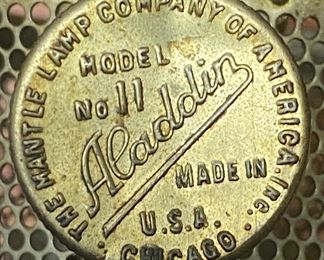 THE MANTLE LAMP COMPANY OF AMERICA, INC.
MODEL
No 11
Aladdin
MADE IN
U.S.A.
CHICAGO